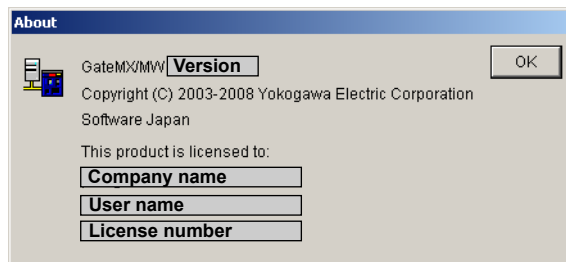 About
GateMX/MW Version
OK
Copyright (C) 2003-2008 Yokogawa Electric Corporation
Software Japan
This product is licensed to:
Company name
User name
License number